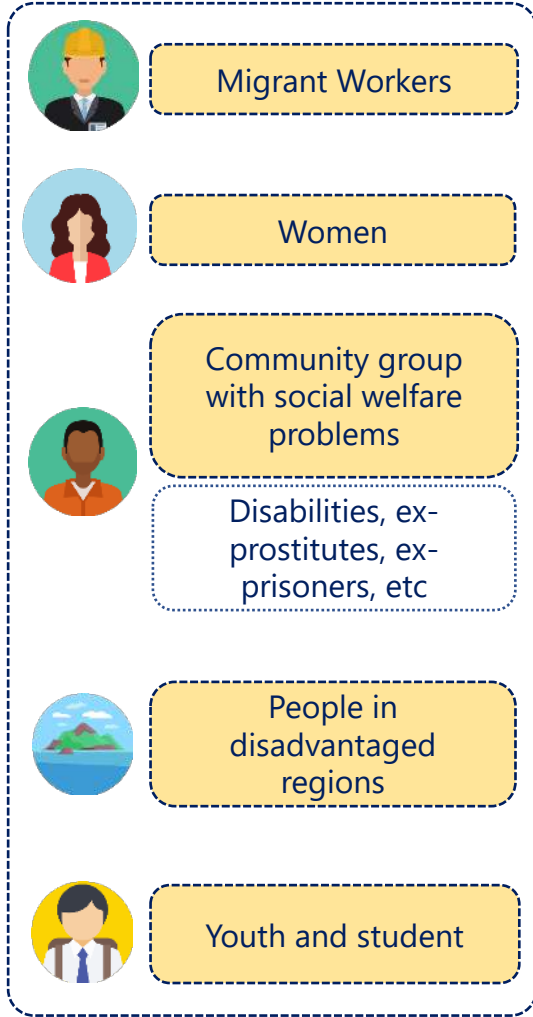 Migrant Workers
Women
Community group
with social welfare
problems
Disabilities, ex-
prostitutes, ex-
prisoners, etc
People in
disadvantaged
regions
Youth and student